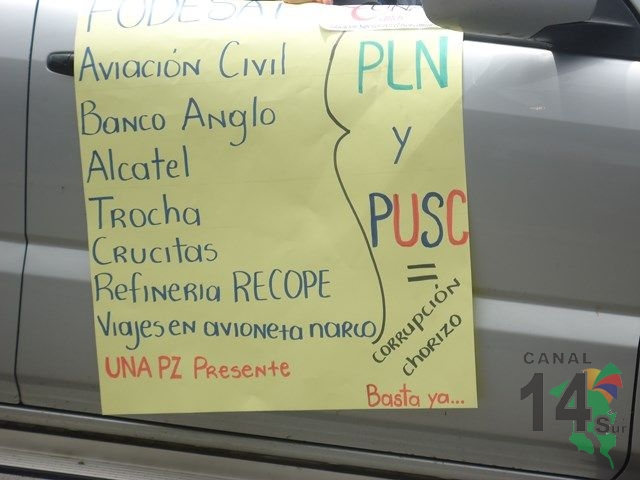 FODESAF
Aviación Civil
Banco Anglo
Alcatel
Trocha
Crucitas
Refineria RECOPE
Viajes en avioneta narco
UNA PZ Presente
PLN
y
PUSC
=
CORRUPCIÓN
CHORIZO
Basta ya...
CANAL
14
Sur